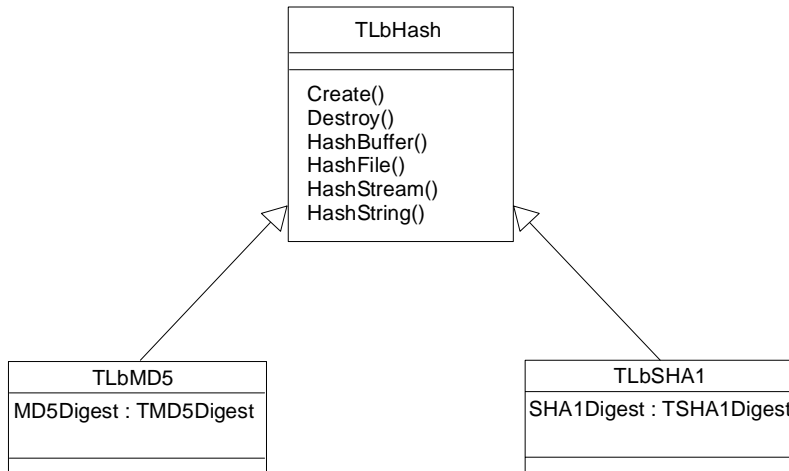 TLbHash
Create()
Destroy()
HashBuffer()
HashFile()
HashStream()
HashString()
TLbMD5
MD5Digest : TMD5Digest
TLbSHA1
SHA1Digest : TSHA1Digest